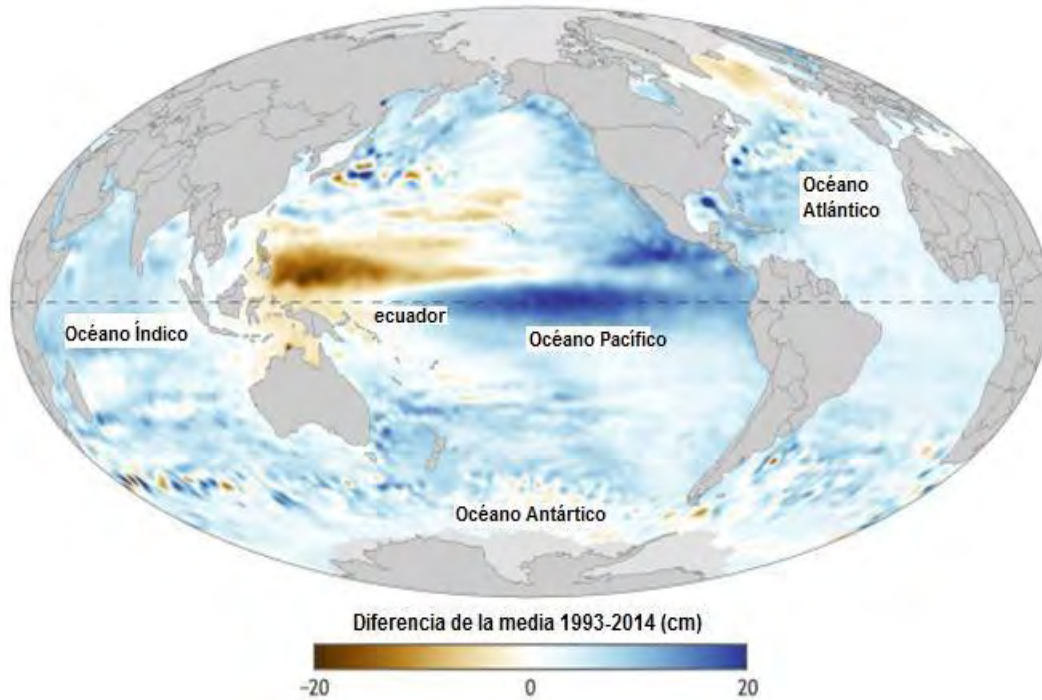 Océano
Atlántico
ecuador
Océano Índico
Océano Pacífico
Océano Antártico
Diferencia de la media 1993-2014 (cm)
−20 0 20